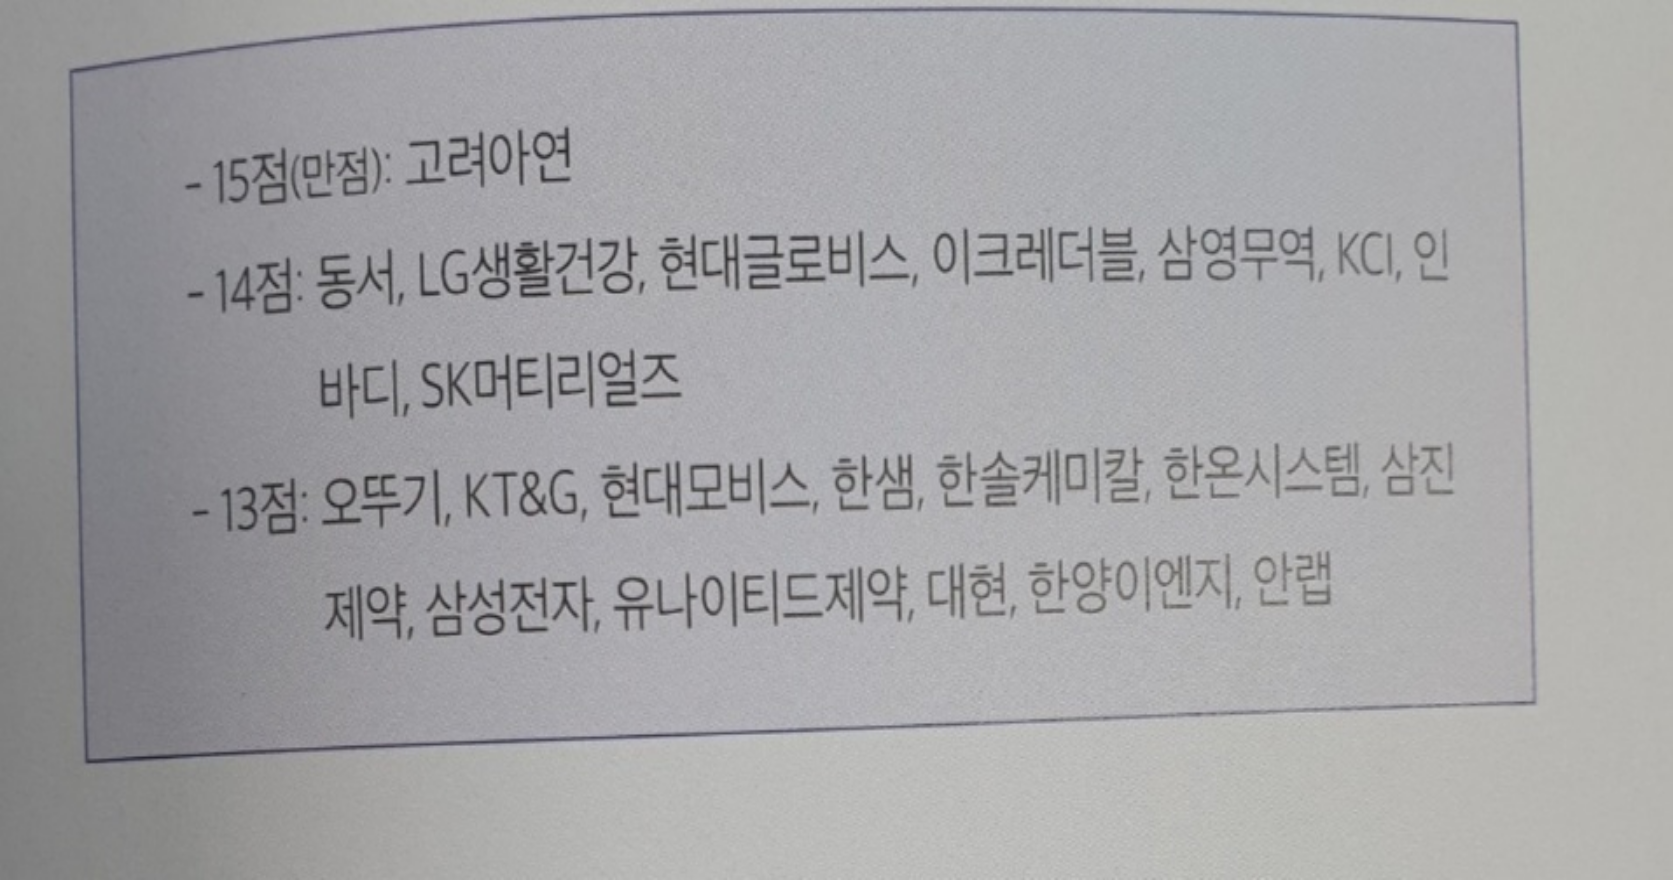 - 15점(만점): 고려아연
- 14점: 동서, LG생활건강, 현대글로비스, 이크레더블, 삼영무역, KCI, 인
바디, SK머티리얼즈
- 13점: 오뚜기, KT&G, 현대모비스, 한샘, 한솔케미칼, 한온시스템, 삼진
제약, 삼성전자, 유나이티드제약, 대현, 한양이엔지, 안랩